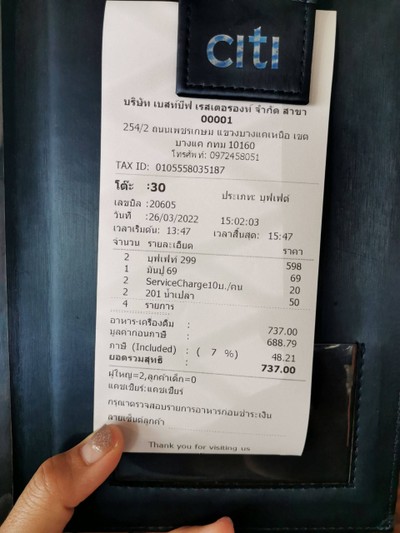 citi
บริษัท เบสท์บีฟ เรสเตอรองท์ จำกัด สาขา
00001
254/2 ถนนเพชรเกษม แขวงบางแคเหนือ เขต
บางแค กทม 10160
โทรศัพท์: 0972458051
TAX ID: 0105558035187
โต๊ะ :30 ประเภท: บุฟเฟ่ต์
เลขบิล :20605
วันที่ :26/03/2022 15:02:03
เวลาเริ่มต้น: 13:47 เวลาสิ้นสุด: 15:47
จำนวน รายละเอียด ราคา
2 บุฟเฟ่ท์ 299 598
1 มันปู 69 69
2 ServiceCharge10บ./คน 20
2 201 น้ำเปล่า 50
4 รายการ
อาหาร-เครื่องดื่ม : 737.00
มูลค่าก่อนภาษี : 688.79
ภาษี (Included) : ( 7 %) 48.21
ยอดรวมสุทธิ : 737.00
ผู้ใหญ่=2,ลูกค้าเด็ก=0
แคชเชียร์:แคชเชียร์
กรุณาตรวจสอบรายการอาหารก่อนชำระเงิน
ลายเซ็นต์ลูกค้า
Thank you for visiting us